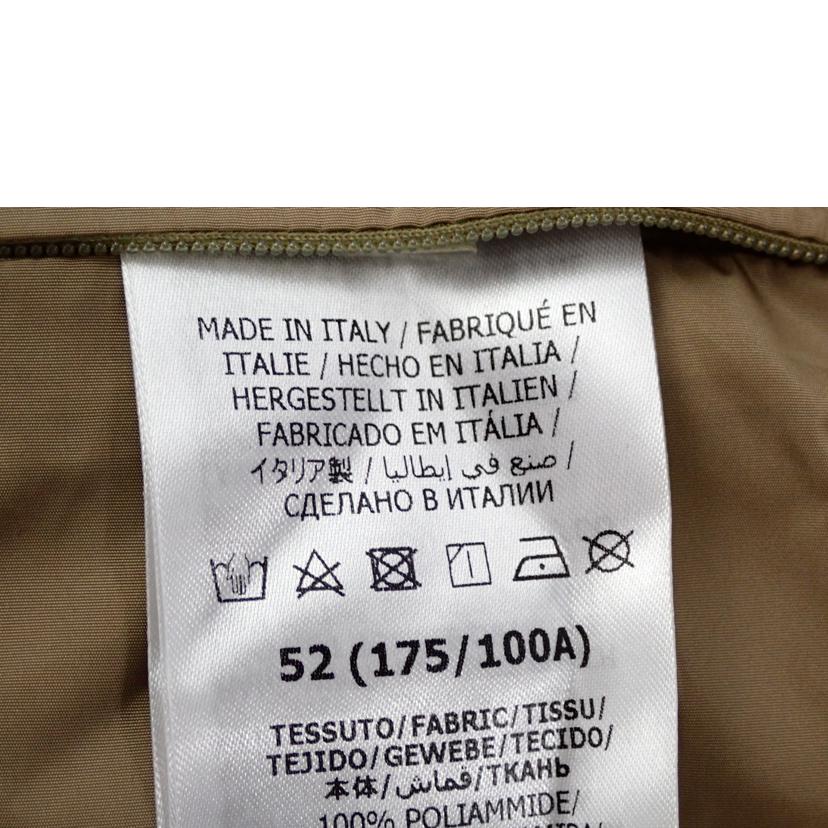 MADE IN ITALY / FABRIQUÉ EN
ITALIE / HECHO EN ITALIA /
HERGESTELLT IN ITALIEN /
FABRICADO EM ITÁLIA /
イタリア製 / صنع في إيطاليا /
СДЕЛАНО В ИТАЛИИ
52 (175/100A)
TESSUTO/FABRIC/TISSU/
TEJIDO/GEWEBE/TECIDO/
本体/قماش/ТКАНЬ
100% POLIAMMIDE/